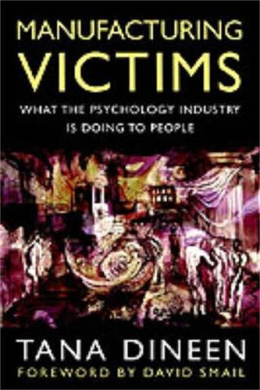 MANUFACTURING
VICTIMS
WHAT THE PSYCHOLOGY INDUSTRY
IS DOING TO PEOPLE
TANA DINEEN
FOREWORD BY DAVID SMAIL